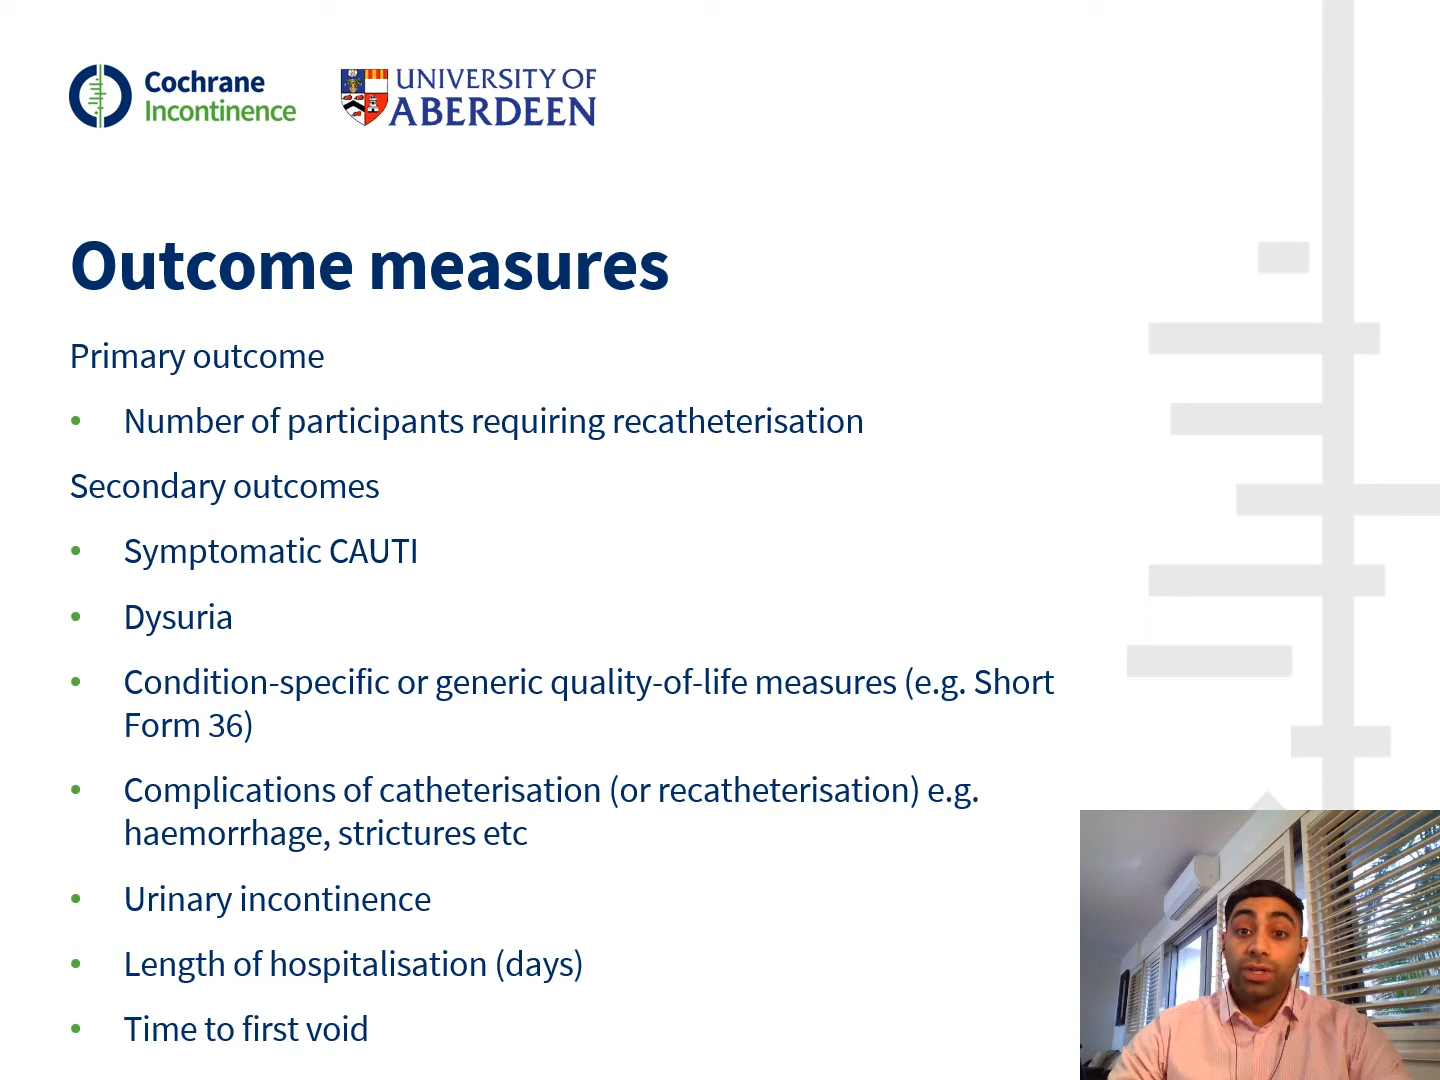 Cochrane
Incontinence
UNIVERSITY OF
ABERDEEN
Outcome measures
Primary outcome
• Number of participants requiring recatheterisation
Secondary outcomes
• Symptomatic CAUTI
• Dysuria
• Condition-specific or generic quality-of-life measures (e.g. Short
Form 36)
• Complications of catheterisation (or recatheterisation) e.g.
haemorrhage, strictures etc
• Urinary incontinence
• Length of hospitalisation (days)
• Time to first void